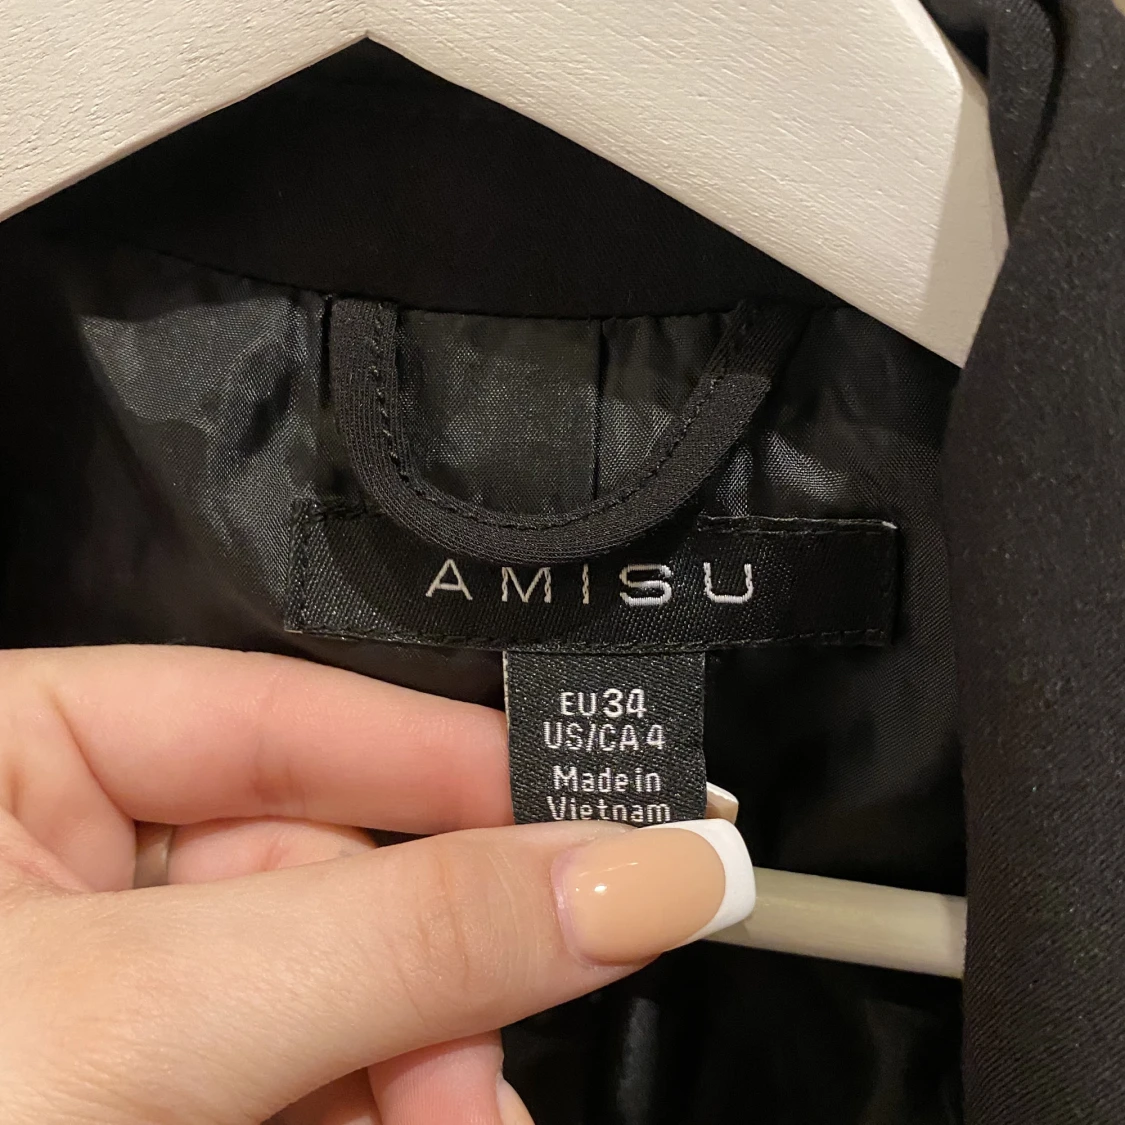 AMISU
EU 34
US/CA 4
Made in
Vietnam